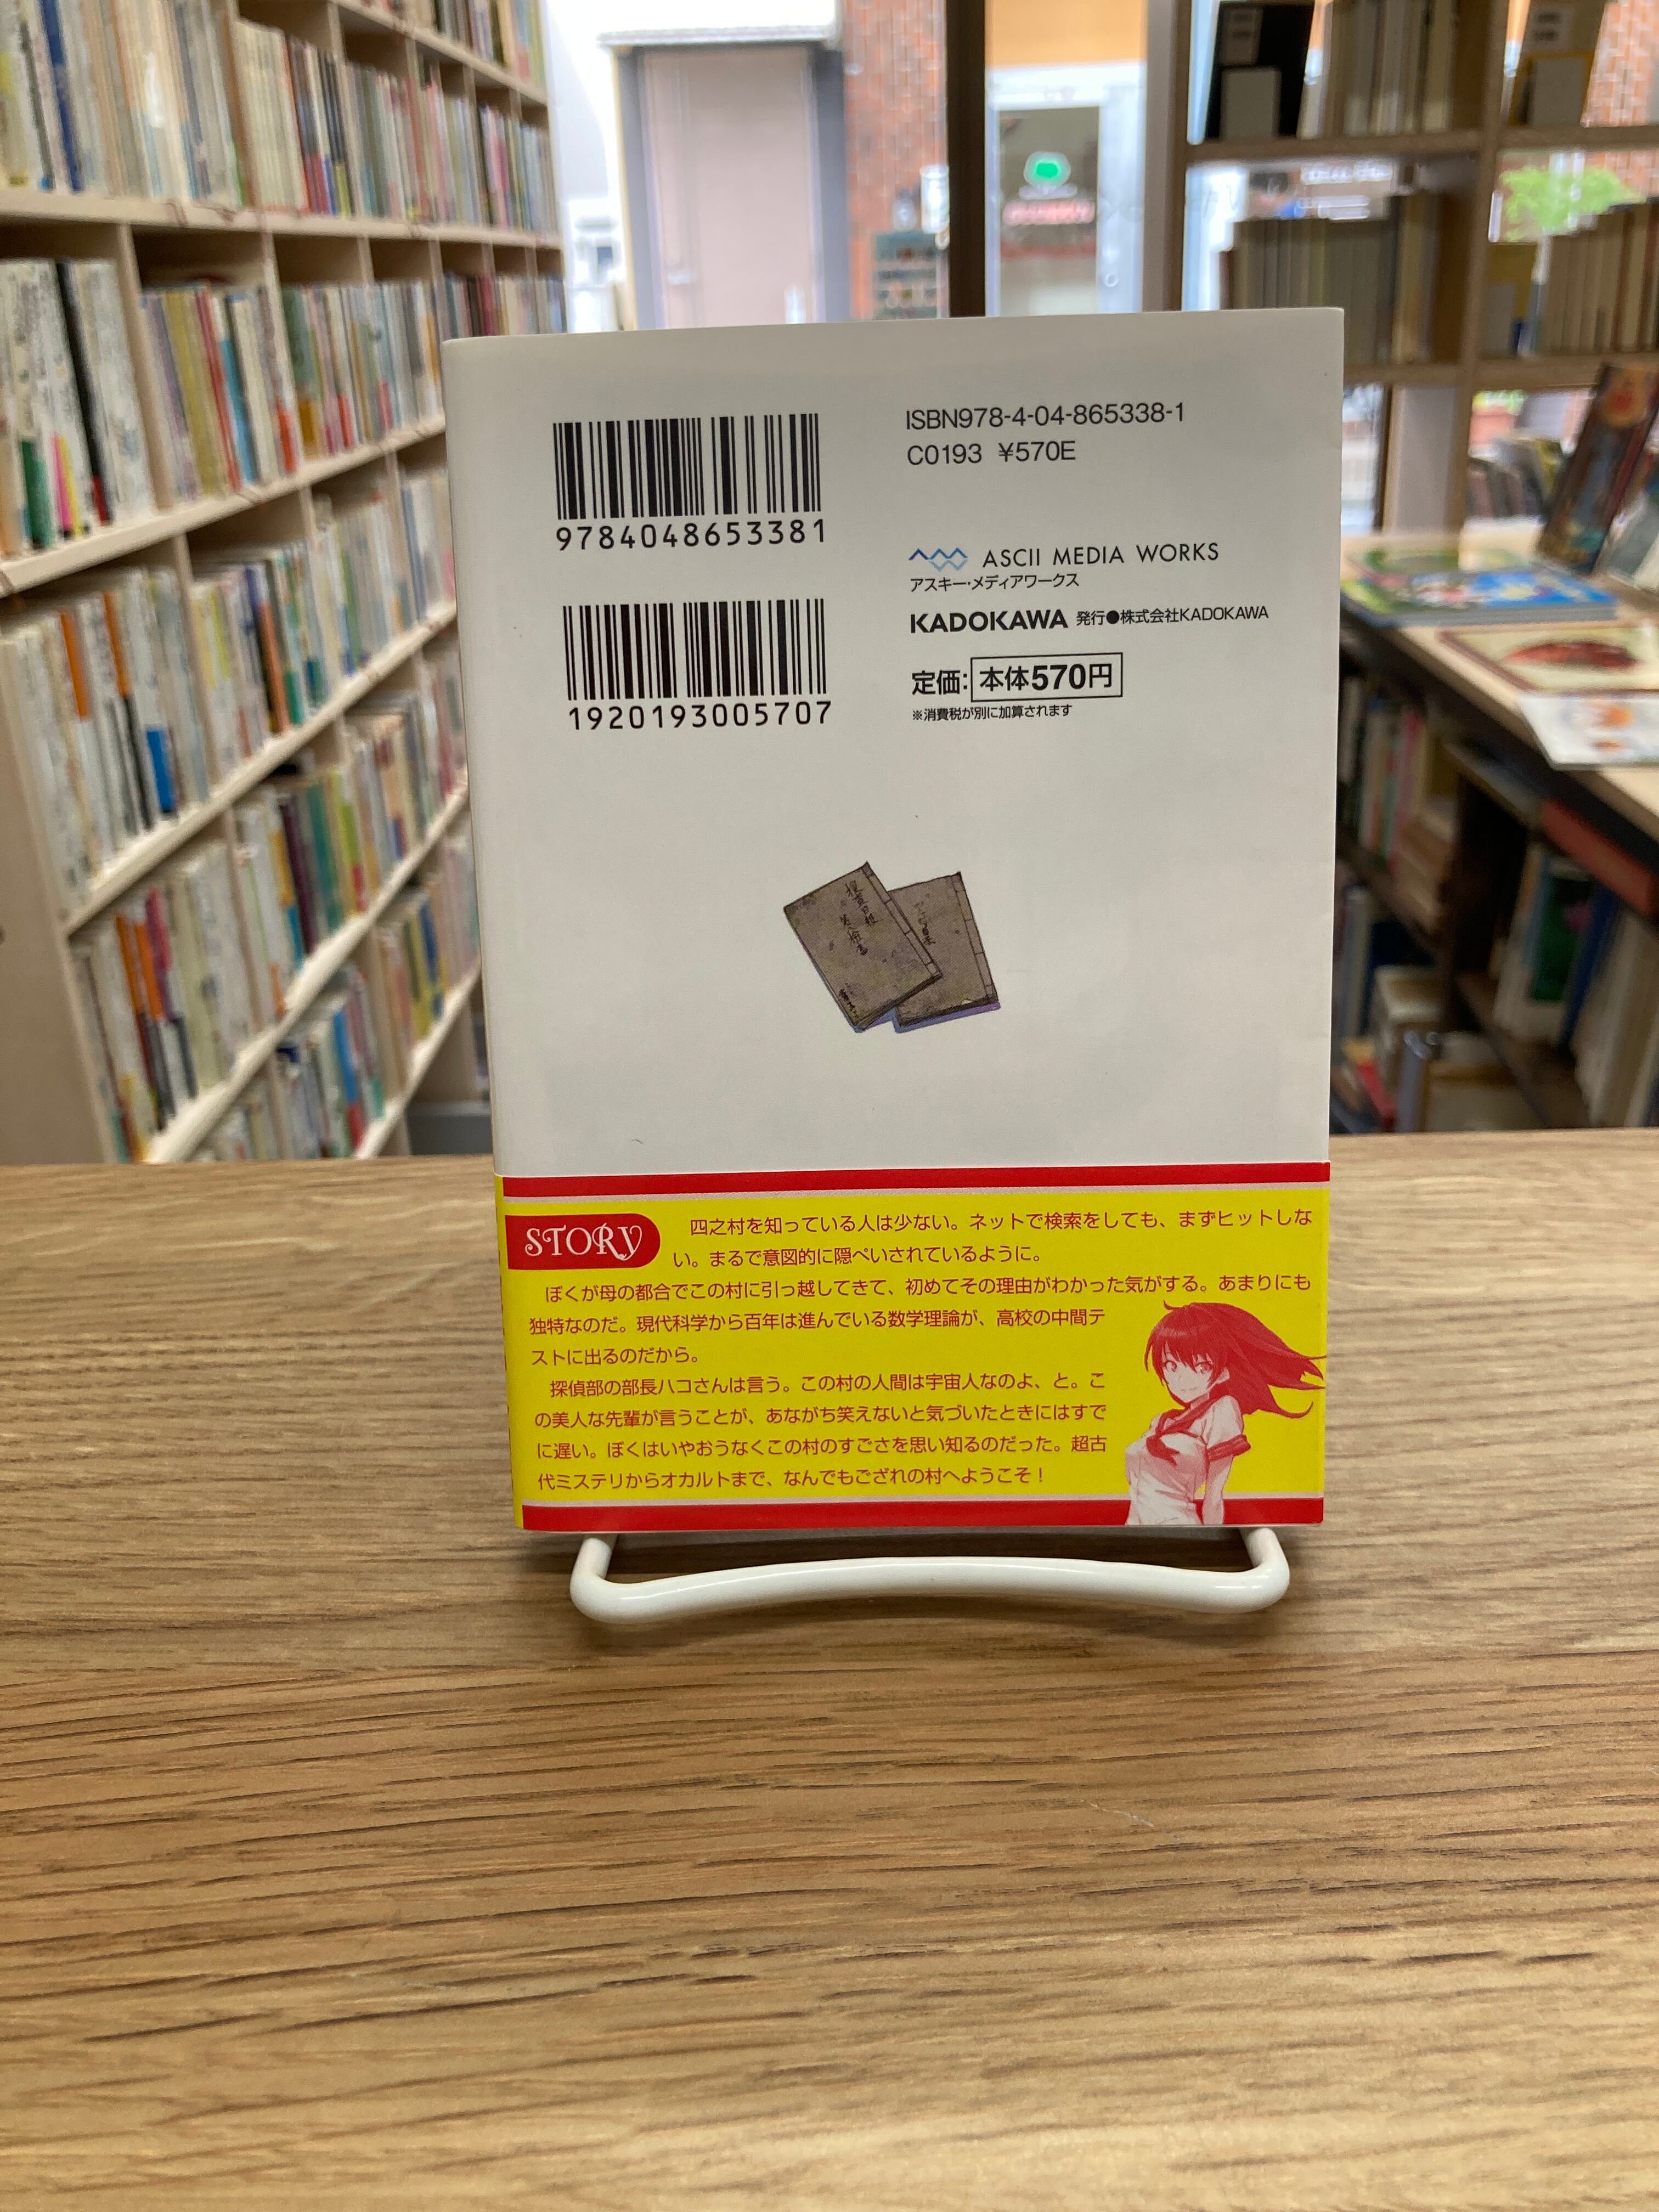 9784048653381
1920193005707
ISBN978-4-04-865338-1
C0193 ¥570E
ASCII MEDIA WORKS
アスキー・メディアワークス
KADOKAWA 発行●株式会社KADOKAWA
定価:本体570円
※消費税が別に加算されます
STORY
四之村を知っている人は少ない。ネットで検索をしても、まずヒットしな
い。まるで意図的に隠ぺいされているように。
ぼくが母の都合でこの村に引っ越してきて、初めてその理由がわかった気がする。あまりにも
独特なのだ。現代科学から百年は進んでいる数学理論が、高校の中間テ
ストに出るのだから。
探偵部の部長ハコさんは言う。この村の人間は宇宙人なのよ、と。こ
の美人な先輩が言うことが、あながち笑えないと気づいたときにはすで
に遅い。ぼくはいやおうなくこの村のすごさを思い知るのだった。超古
代ミステリからオカルトまで、なんでもござれの村へようこそ！